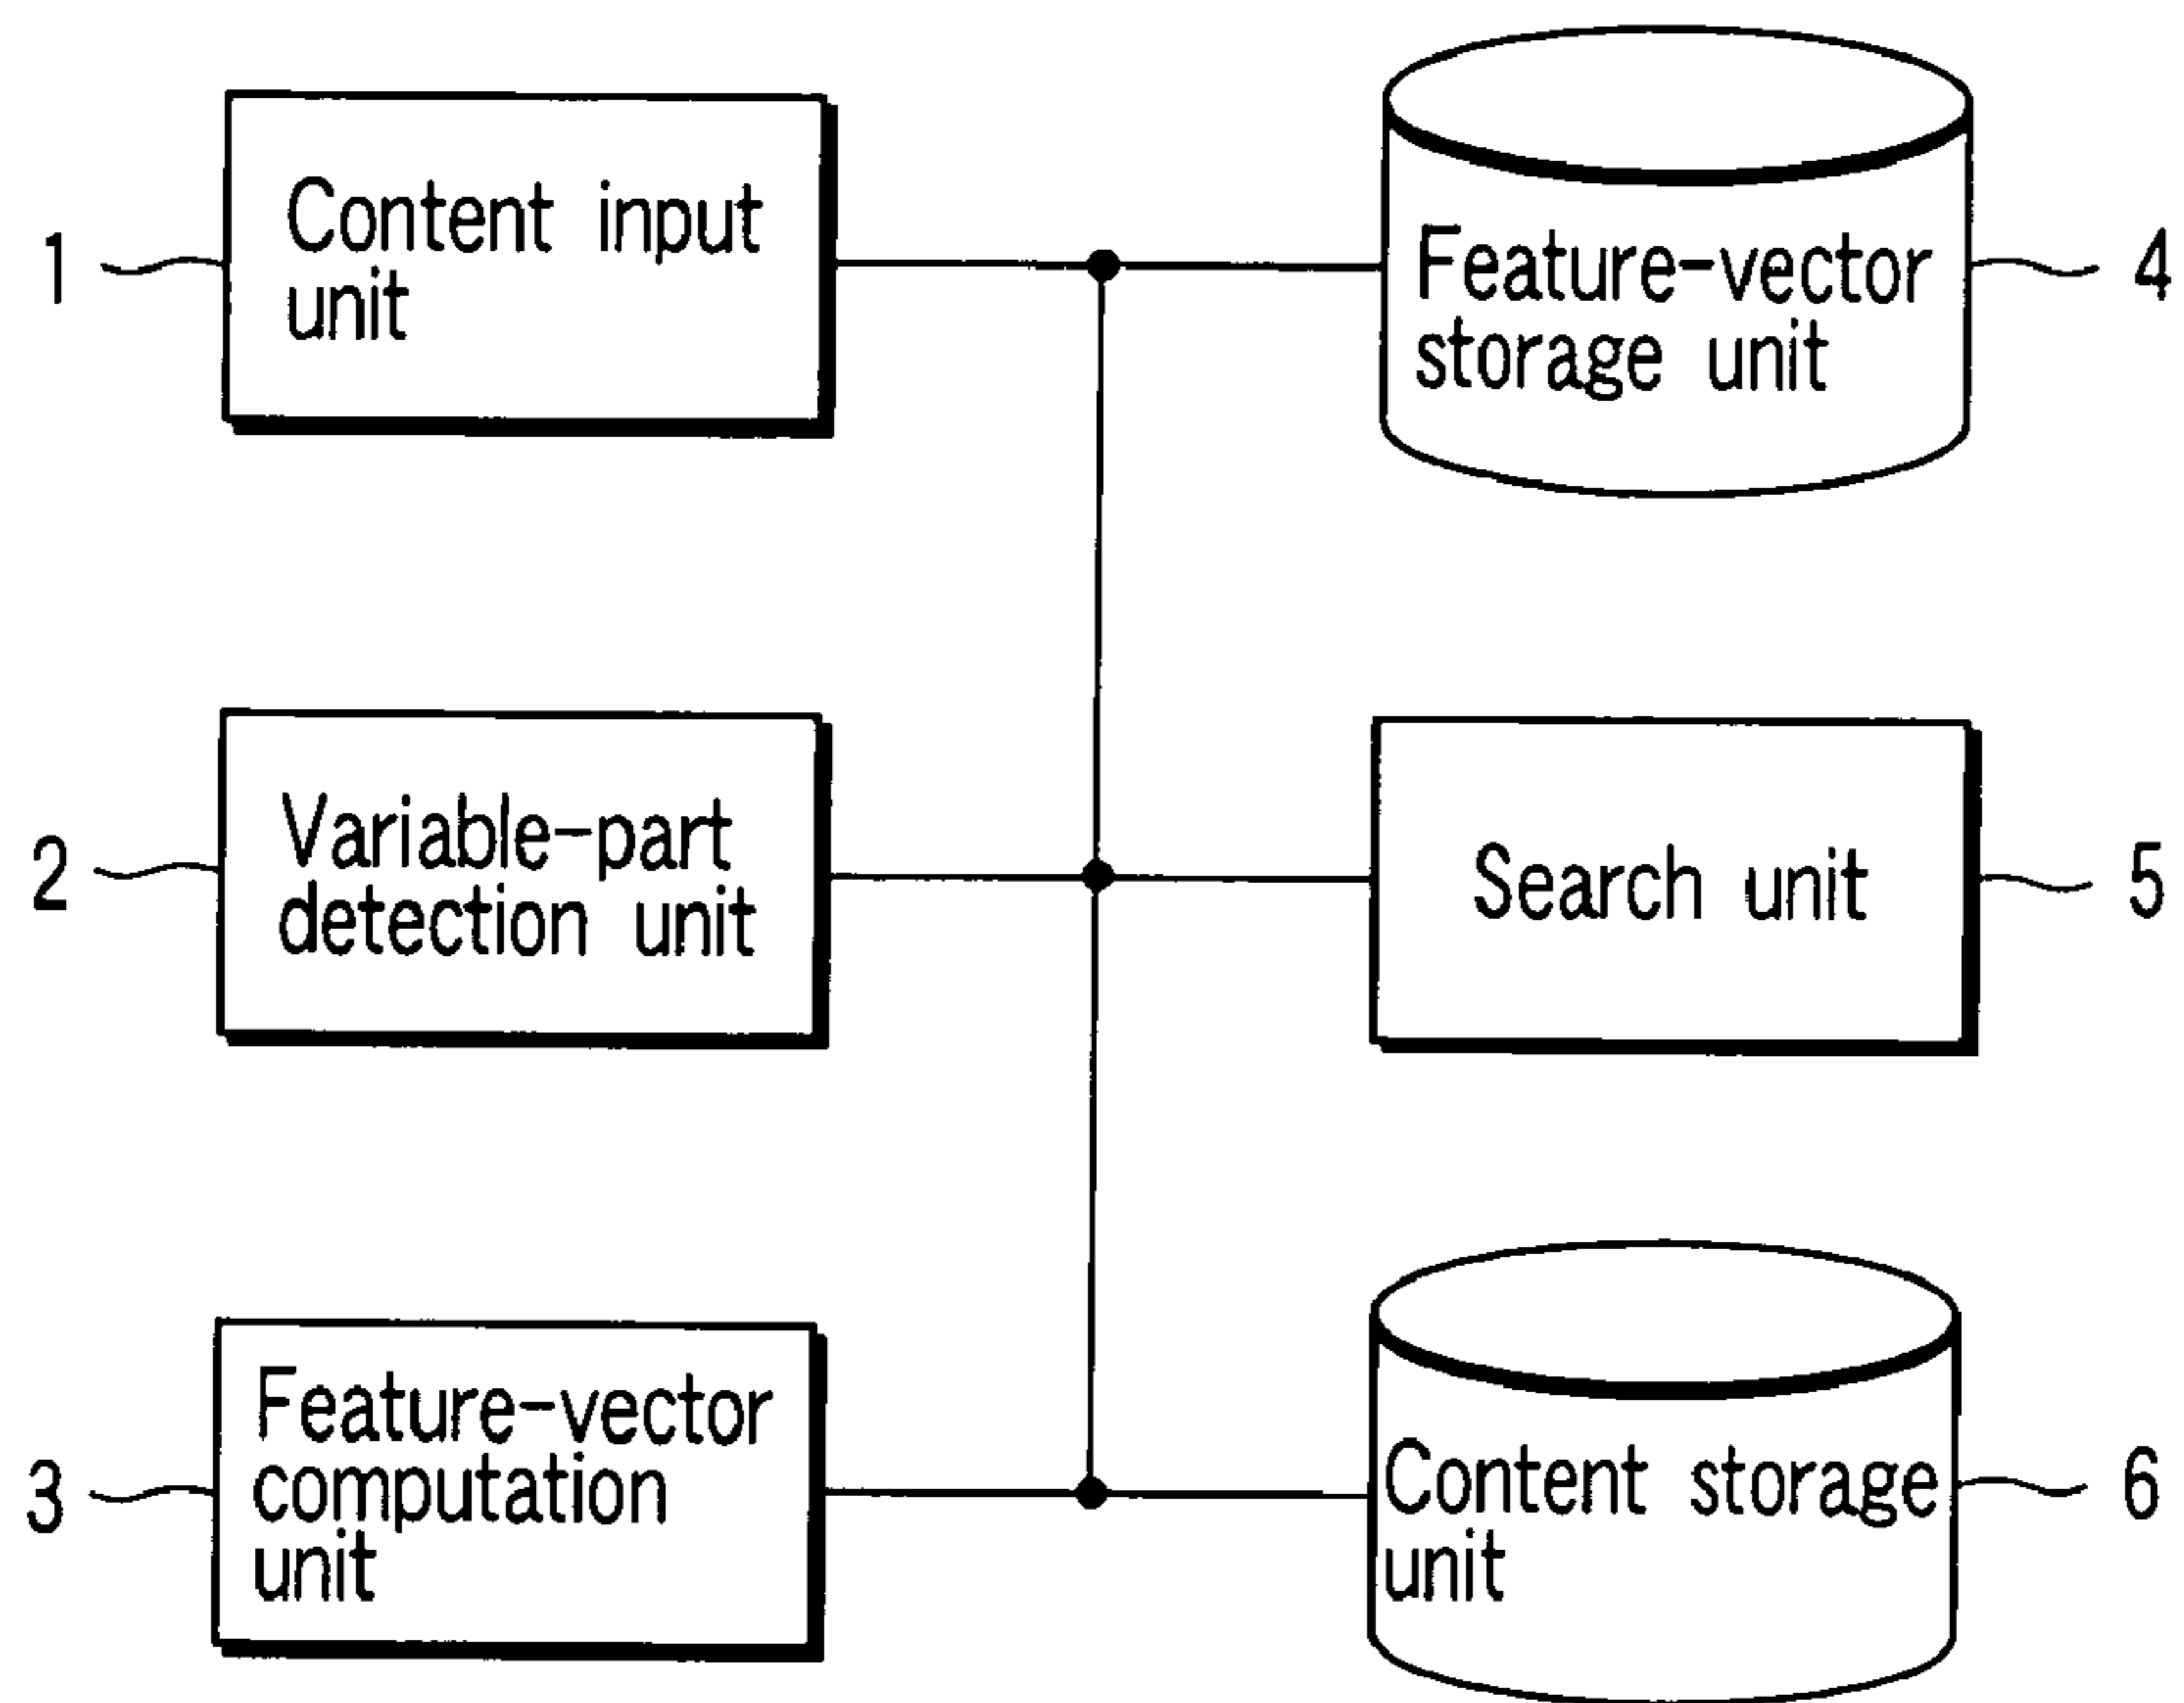 1
Content input
unit
Feature-vector
storage unit
4
2
Variable-part
detection unit
Search unit
5
3
Feature-vector
computation
unit
Content storage
unit
6